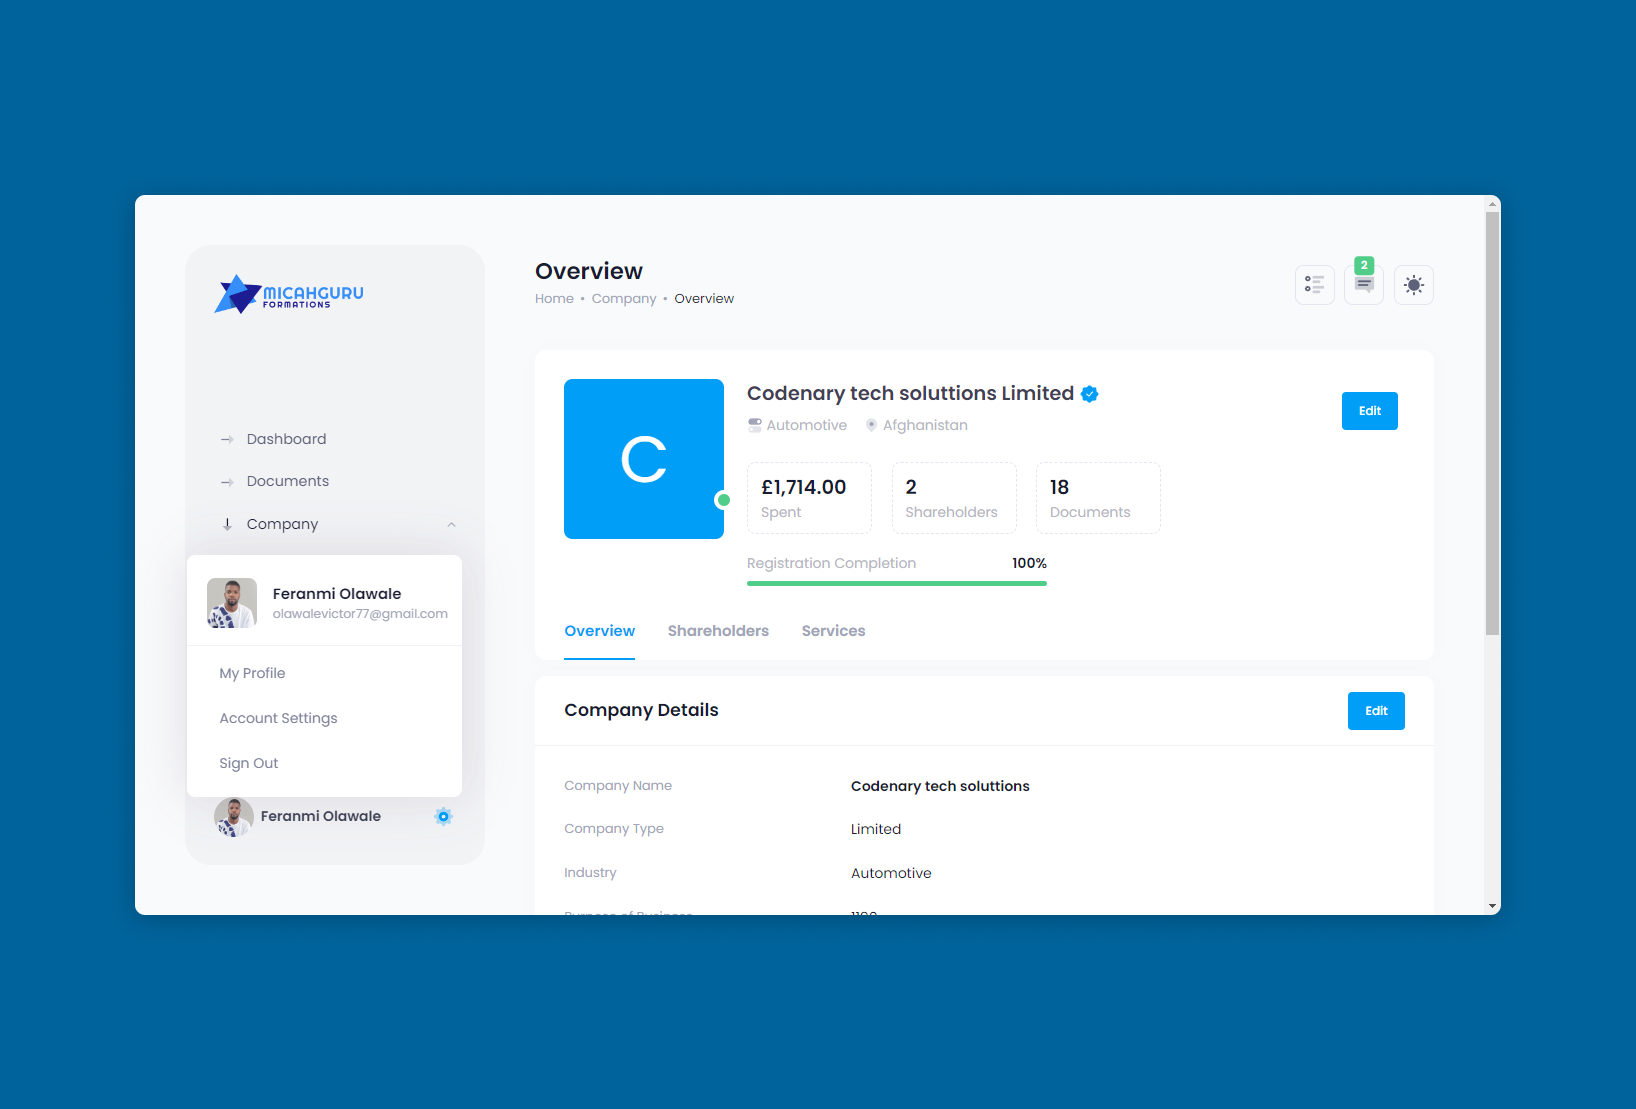 MICAHGURU
FORMATIONS
Dashboard
Documents
Company
Feranmi Olawale
olawalevictor77@gmail.com
My Profile
Account Settings
Sign Out
Feranmi Olawale
Overview
Home • Company • Overview
2
C
Codenary tech soluttions Limited
Automotive Afghanistan
Edit
£1,714.00
Spent
2
Shareholders
18
Documents
Registration Completion 100%
Overview Shareholders Services
Company Details
Edit
Company Name Codenary tech soluttions
Company Type Limited
Industry Automotive
Purpose of Business